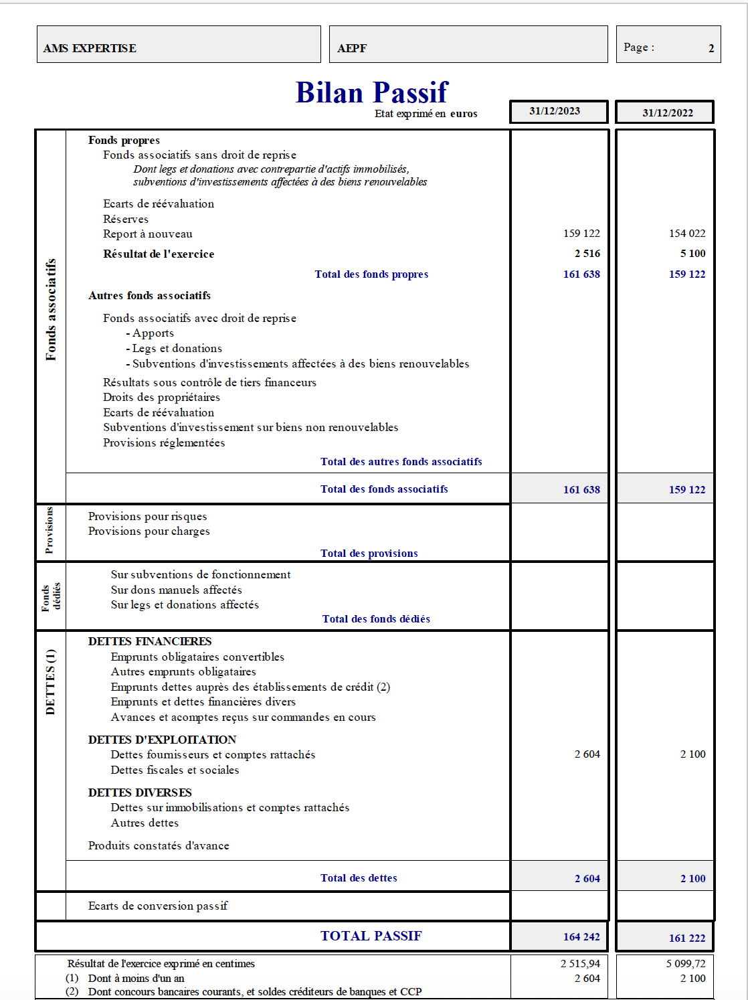 AMS EXPERTISE AEPF Page : 2
Bilan Passif
Etat exprimé en euros 31/12/2023 31/12/2022
Fonds associatifs
Fonds propres
Fonds associatifs sans droit de reprise
Dont legs et donations avec contrepartie d'actifs immobilisés,
subventions d'investissements affectées à des biens renouvelables
Ecarts de réévaluation
Réserves
Report à nouveau 159 122 154 022
Résultat de l'exercice 2 516 5 100
Total des fonds propres 161 638 159 122
Autres fonds associatifs
Fonds associatifs avec droit de reprise
- Apports
- Legs et donations
- Subventions d'investissements affectées à des biens renouvelables
Résultats sous contrôle de tiers financeurs
Droits des propriétaires
Ecarts de réévaluation
Subventions d'investissement sur biens non renouvelables
Provisions réglementées
Total des autres fonds associatifs
Total des fonds associatifs 161 638 159 122
Provisions
Provisions pour risques
Provisions pour charges
Total des provisions
Fonds
dédiés
Sur subventions de fonctionnement
Sur dons manuels affectés
Sur legs et donations affectés
Total des fonds dédiés
DETTES (1)
DETTES FINANCIERES
Emprunts obligataires convertibles
Autres emprunts obligataires
Emprunts dettes auprès des établissements de crédit (2)
Emprunts et dettes financières divers
Avances et acomptes reçus sur commandes en cours
DETTES D'EXPLOITATION
Dettes fournisseurs et comptes rattachés 2 604 2 100
Dettes fiscales et sociales
DETTES DIVERSES
Dettes sur immobilisations et comptes rattachés
Autres dettes
Produits constatés d'avance
Total des dettes 2 604 2 100
Ecarts de conversion passif
TOTAL PASSIF 164 242 161 222
Résultat de l'exercice exprimé en centimes 2 515,94 5 099,72
(1) Dont à moins d'un an 2 604 2 100
(2) Dont concours bancaires courants, et soldes créditeurs de banques et CCP